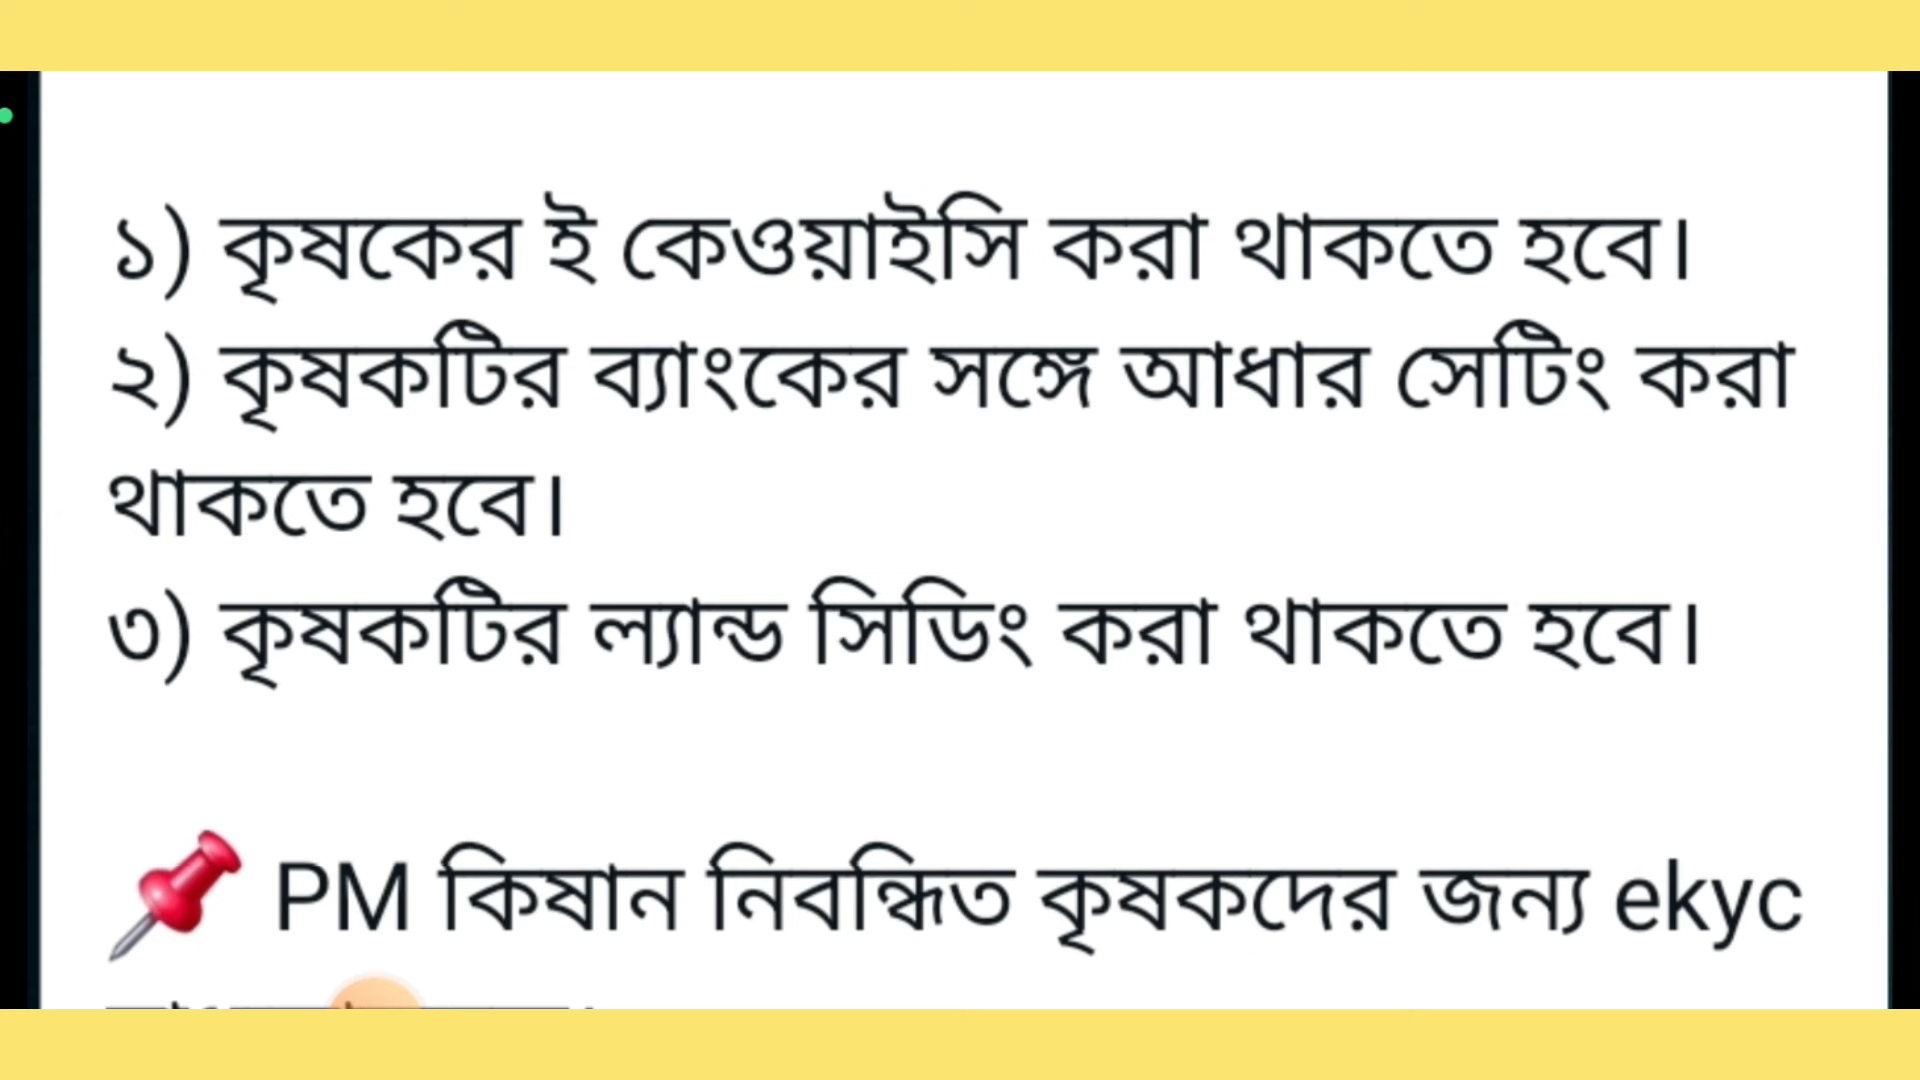 ১) কৃষকের ই কেওয়াইসি করা থাকতে হবে।
২) কৃষকটির ব্যাংকের সঙ্গে আধার সেটিং করা
থাকতে হবে।
৩) কৃষকটির ল্যান্ড সিডিং করা থাকতে হবে।
PM কিষান নিবন্ধিত কৃষকদের জন্য ekyc